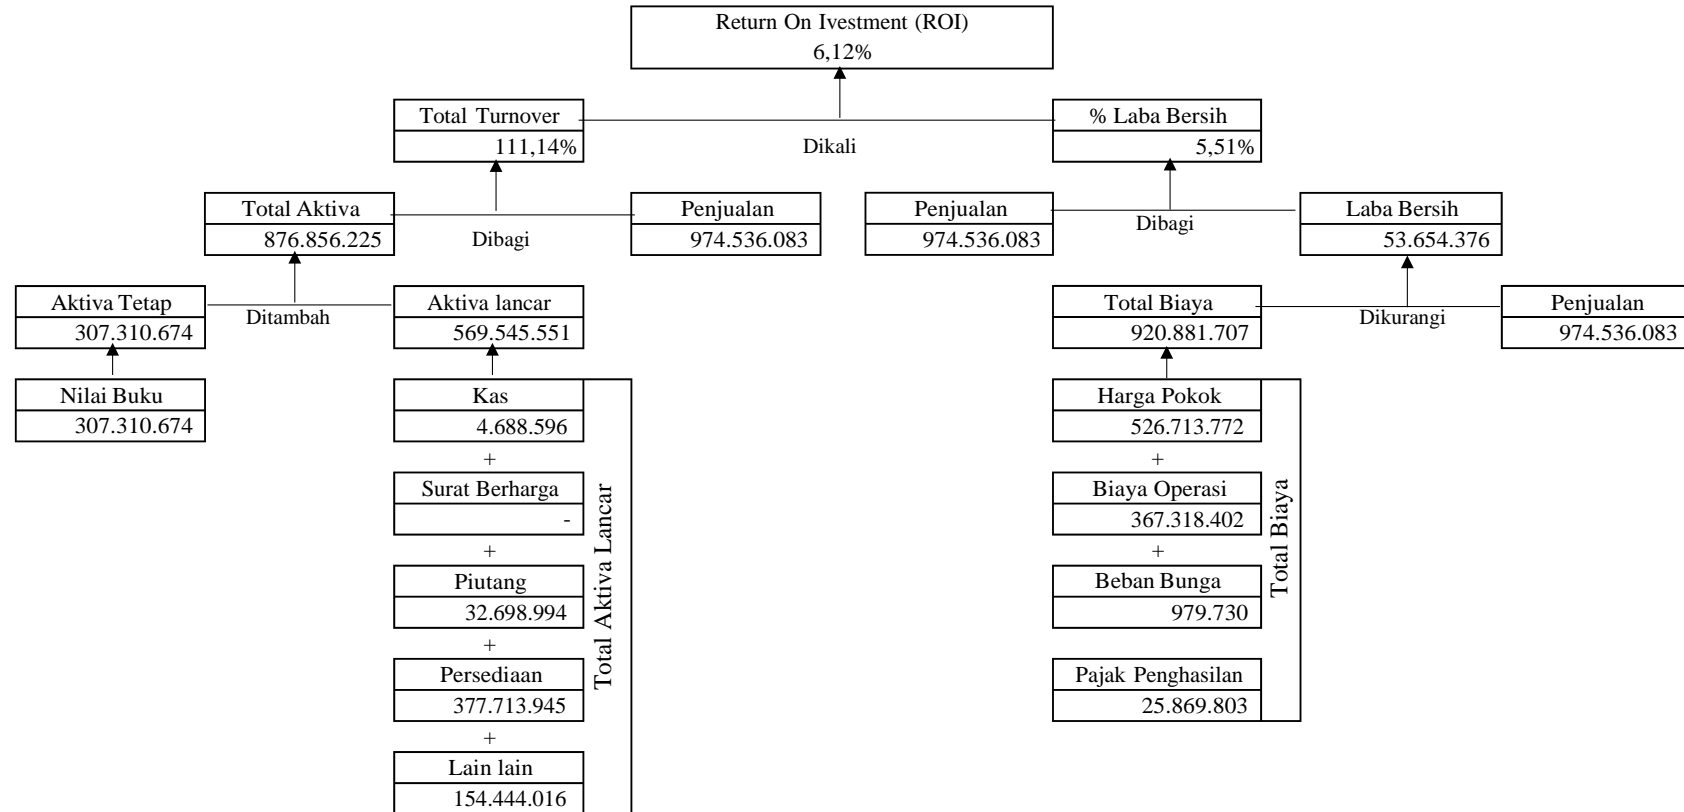 Return On Ivestment (ROI)
6,12%
Total Turnover
111,14%
Dikali
% Laba Bersih
5,51%
Total Aktiva
876.856.225
Dibagi
Penjualan
974.536.083
Penjualan
974.536.083
Dibagi
Laba Bersih
53.654.376
Aktiva Tetap
307.310.674
Ditambah
Aktiva lancar
569.545.551
Total Biaya
920.881.707
Dikurangi
Penjualan
974.536.083
Nilai Buku
307.310.674
Kas
4.688.596
+
Surat Berharga
-
+
Piutang
32.698.994
+
Persediaan
377.713.945
+
Lain lain
154.444.016
Total Aktiva Lancar
Harga Pokok
526.713.772
+
Biaya Operasi
367.318.402
+
Beban Bunga
979.730
Pajak Penghasilan
25.869.803
Total Biaya